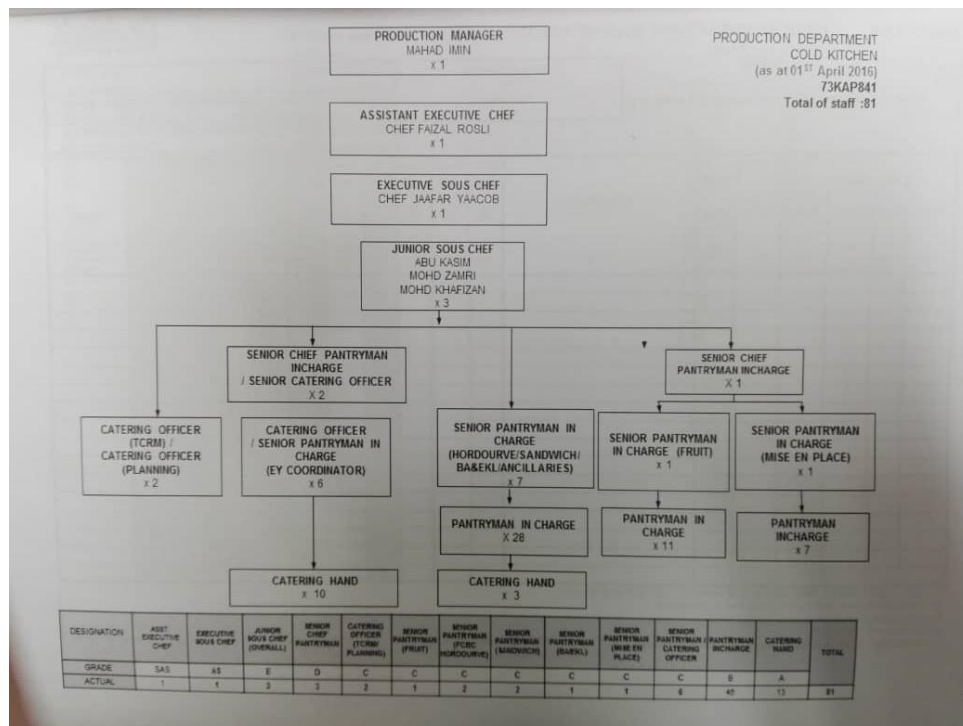 PRODUCTION MANAGER
MAHAD IMIN
x 1
PRODUCTION DEPARTMENT
COLD KITCHEN
(as at 01ST April 2016)
73KAP841
Total of staff :81
ASSISTANT EXECUTIVE CHEF
CHEF FAIZAL ROSLI
x 1
EXECUTIVE SOUS CHEF
CHEF JAAFAR YAACOB
x 1
JUNIOR SOUS CHEF
ABU KASIM
MOHD ZAMRI
MOHD KHAFIZAN
x 3
SENIOR CHIEF PANTRYMAN
INCHARGE
/ SENIOR CATERING OFFICER
X 2
SENIOR CHIEF
PANTRYMAN INCHARGE
X 1
CATERING OFFICER
(TCRM) /
CATERING OFFICER
(PLANNING)
x 2
CATERING OFFICER
/ SENIOR PANTRYMAN IN
CHARGE
(EY COORDINATOR)
x 6
SENIOR PANTRYMAN IN
CHARGE
(HORDOURVE/SANDWICH/
BA&EKL/ANCILLARIES)
x 7
SENIOR PANTRYMAN
IN CHARGE (FRUIT)
x 1
SENIOR PANTRYMAN
IN CHARGE
(MISE EN PLACE)
x 1
PANTRYMAN IN CHARGE
X 28
PANTRYMAN IN
CHARGE
x 11
PANTRYMAN
INCHARGE
x 7
CATERING HAND
x 10
CATERING HAND
x 3
DESIGNATION ASST EXECUTIVE CHEF EXECUTIVE SOUS CHEF JUNIOR SOUS CHEF (OVERALL) SENIOR CHIEF PANTRYMAN CATERING OFFICER (TCRM/ PLANNING) SENIOR PANTRYMAN (FRUIT) SENIOR PANTRYMAN (FCBC HORDOURVE) SENIOR PANTRYMAN (SANDWICH) SENIOR PANTRYMAN (BA&EKL) SENIOR PANTRYMAN (MISE EN PLACE) SENIOR PANTRYMAN / CATERING OFFICER PANTRYMAN INCHARGE CATERING HAND TOTAL
GRADE SAS AS E D C C C C C C C B A
ACTUAL 1 1 3 3 2 1 2 2 1 1 6 13 81